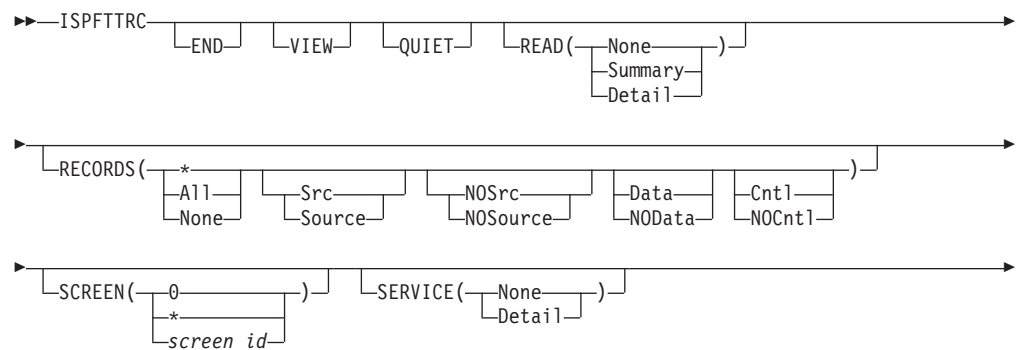 ISPFTTRC END VIEW QUIET READ( None )
Summary
Detail
RECORDS( * Src NOSrc Data Cntl )
All Source NOSource NOData NOCntl
None
SCREEN( 0 ) SERVICE( None )
* Detail
screen id